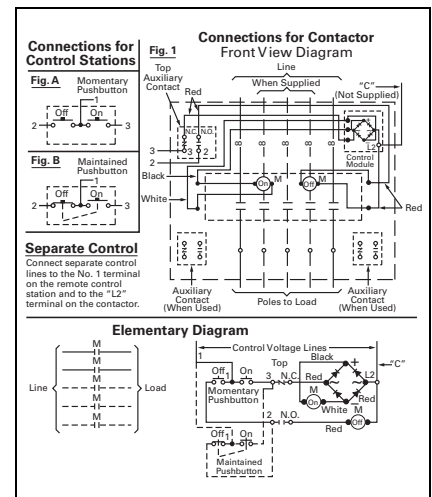 Connections for
Control Stations
Fig. A
Momentary
Pushbutton
1
Off On
2
3
Fig. B
Maintained
Pushbutton
1
Off On
2
3
Separate Control
Connect separate control
lines to the No. 1 terminal
on the remote control
station and to the "L2"
terminal on the contactor.
Connections for Contactor
Fig. 1
Front View Diagram
Top
Auxiliary
Contact
Line
Red
When Supplied
"C"
(Not Supplied)
N.C. N.O.
3
3 2
2
L2
Control
Module
Black
White
On M
Off M
Red
Auxiliary
Contact
(When Used)
Poles to Load
Auxiliary
Contact
(When Used)
Elementary Diagram
M
M
M
M
M
Line
Load
Control Voltage Lines
1
Top
Black
"C"
Off 1 On
3
N.C.
Red
L2
Momentary
Pushbutton
M
On
White
Red
M
2
N.O.
Red
Off
Off 1 On
Maintained
Pushbutton